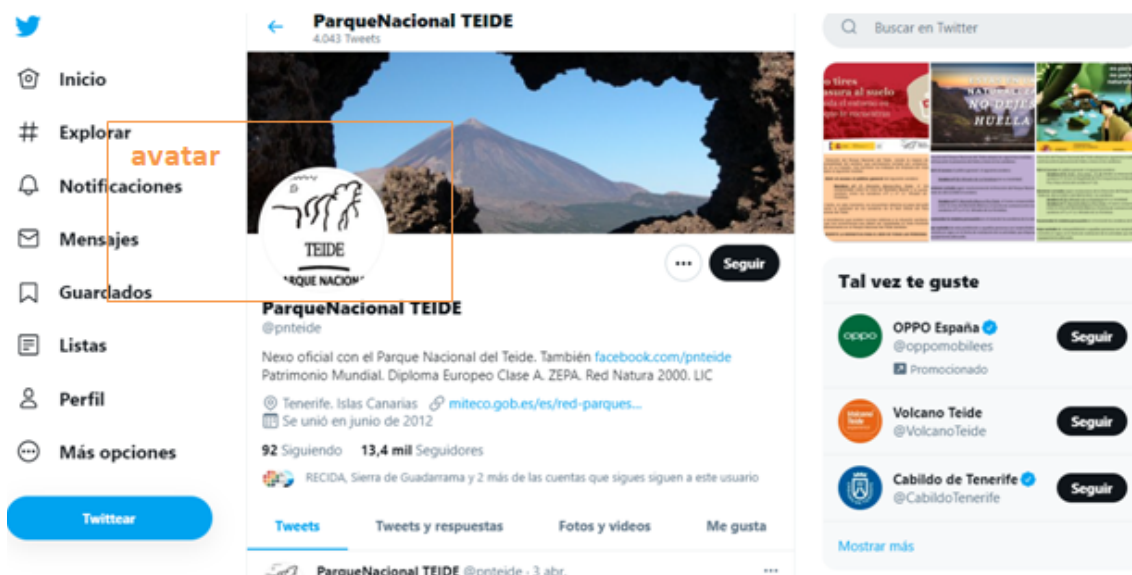 ParqueNacional TEIDE
4.043 Tweets
Inicio
Explorar
Notificaciones
Mensajes
Guardados
Listas
Perfil
Más opciones
Twittear
avatar
TEIDE
PARQUE NACION
Seguir
ParqueNacional TEIDE
@pnteide
Nexo oficial con el Parque Nacional del Teide. También facebook.com/pnteide
Patrimonio Mundial. Diploma Europeo Clase A. ZEPA. Red Natura 2000. LIC
Tenerife. Islas Canarias miteco.gob.es/es/red-parques...
Se unió en junio de 2012
92 Siguiendo 13,4 mil Seguidores
RECIDA, Sierra de Guadarrama y 2 más de las cuentas que sigues siguen a este usuario
Tweets Tweets y respuestas Fotos y videos Me gusta
ParqueNacional TEIDE @pnteide · 3 abr.
Buscar en Twitter
o tires
asura al suelo
NO DEJES
HUELLA
Tal vez te guste
oppo
OPPO España
@oppomobilees
Promocionado
Seguir
Volcano Teide
@VolcanoTeide
Seguir
Cabildo de Tenerife
@CabildoTenerife
Seguir
Mostrar más